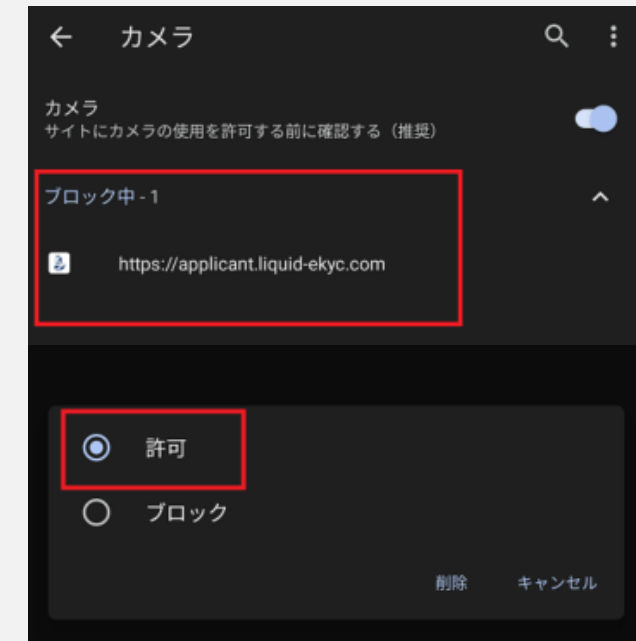 カメラ
カメラ
サイトにカメラの使用を許可する前に確認する（推奨）
ブロック中 - 1
https://applicant.liquid-ekyc.com
許可
ブロック
削除 キャンセル